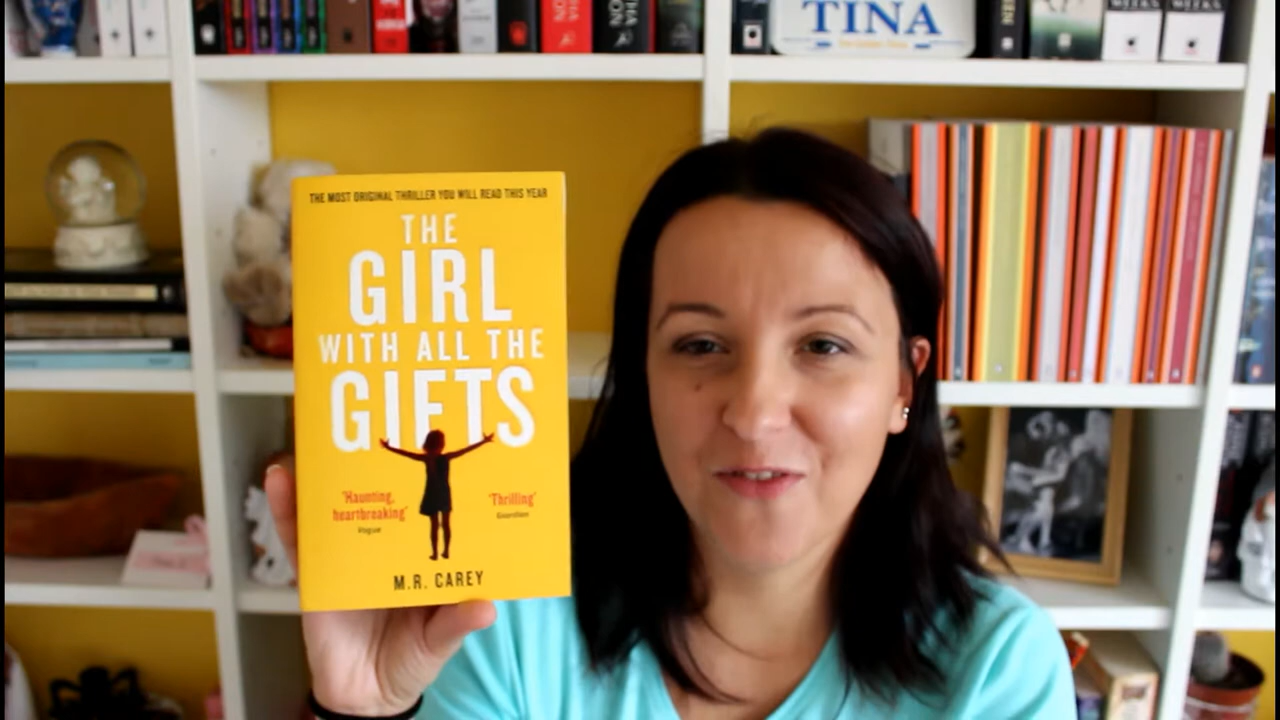 TINA
THE MOST ORIGINAL THRILLER YOU WILL READ THIS YEAR
THE
GIRL
WITH ALL THE
GIFTS
'Haunting,
heartbreaking'
Vogue
'Thrilling'
Guardian
M.R. CAREY